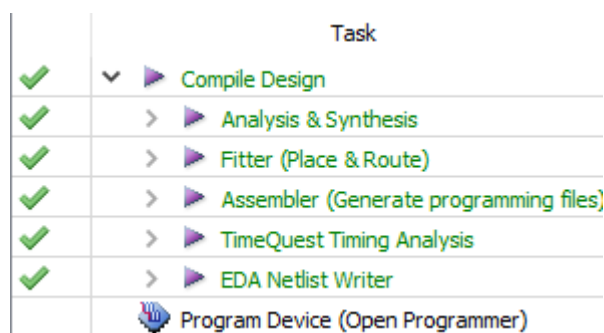 Task
Compile Design
Analysis & Synthesis
Fitter (Place & Route)
Assembler (Generate programming files)
TimeQuest Timing Analysis
EDA Netlist Writer
Program Device (Open Programmer)